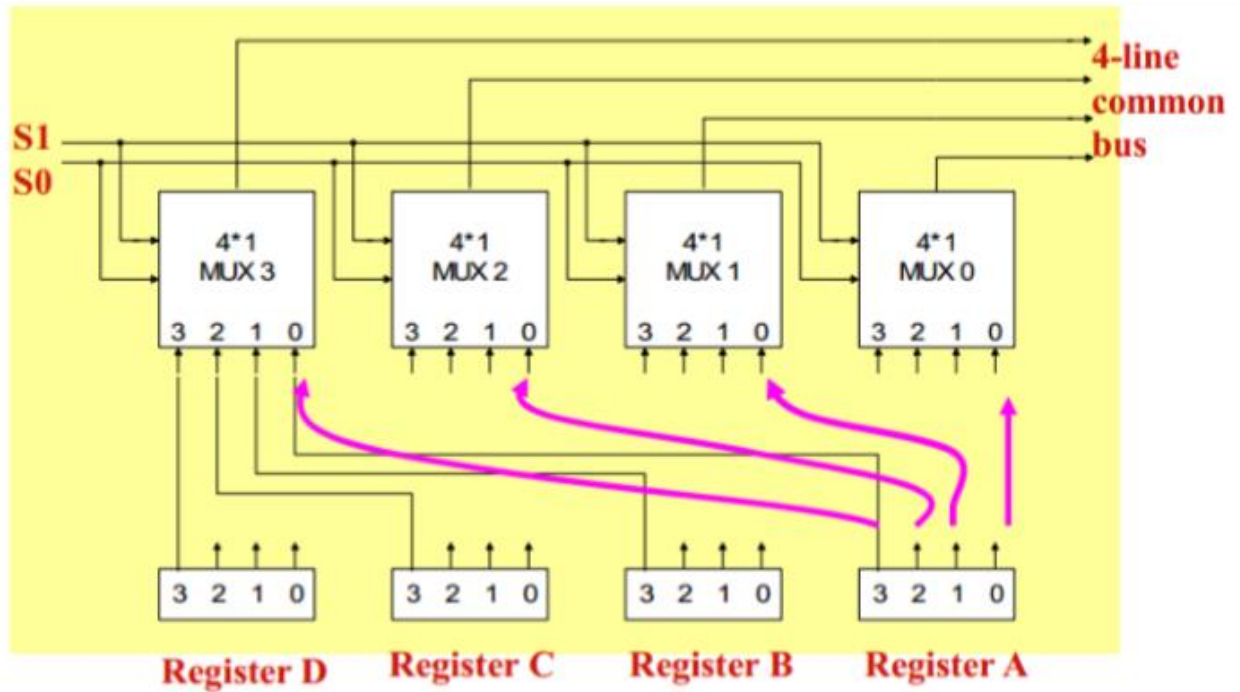 4-line
common
bus
S1
S0
4*1
MUX 3
4*1
MUX 2
4*1
MUX 1
4*1
MUX 0
3 2 1 0
3 2 1 0
3 2 1 0
3 2 1 0
3 2 1 0
3 2 1 0
3 2 1 0
3 2 1 0
Register D
Register C
Register B
Register A